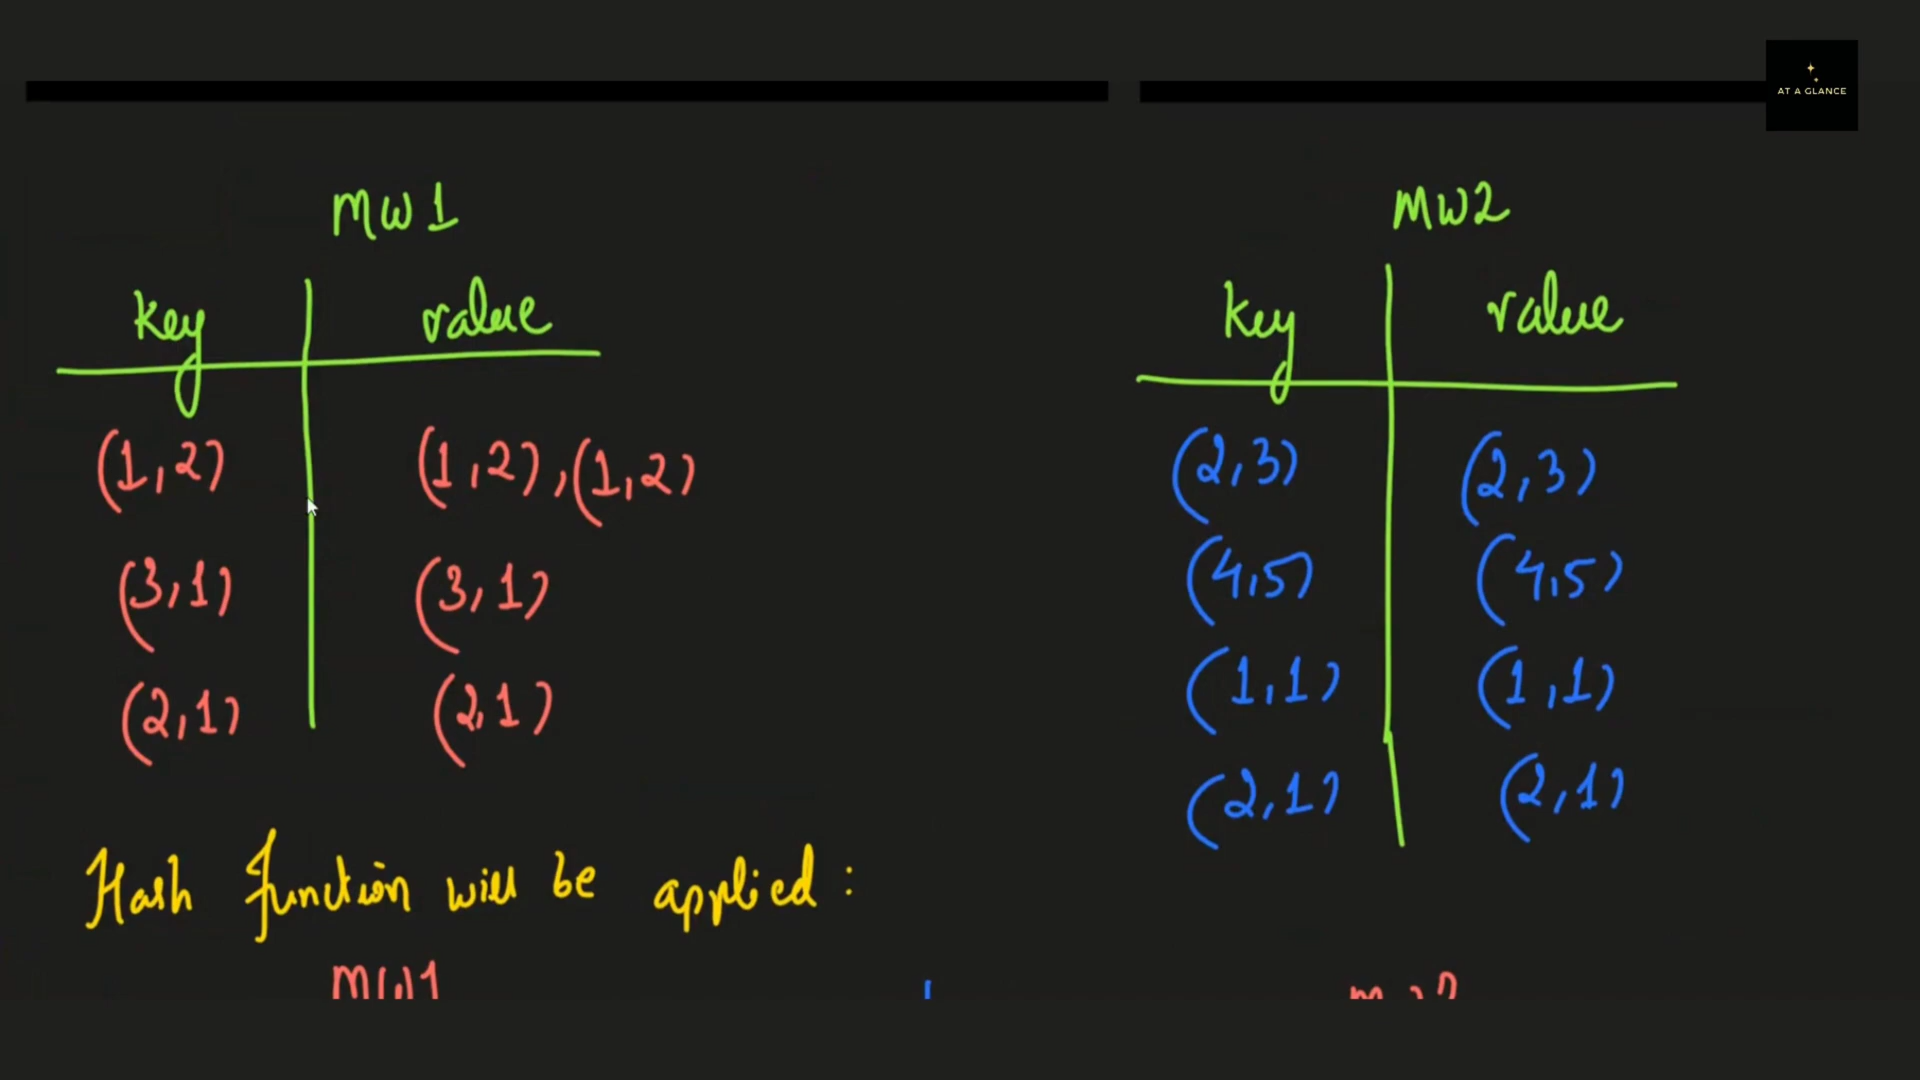 AT A GLANCE
MW1
key value
(1,2) (1,2),(1,2)
(3,1) (3,1)
(2,1) (2,1)
MW2
key value
(2,3) (2,3)
(4,5) (4,5)
(1,1) (1,1)
(2,1) (2,1)
Hash function will be applied:
MW1